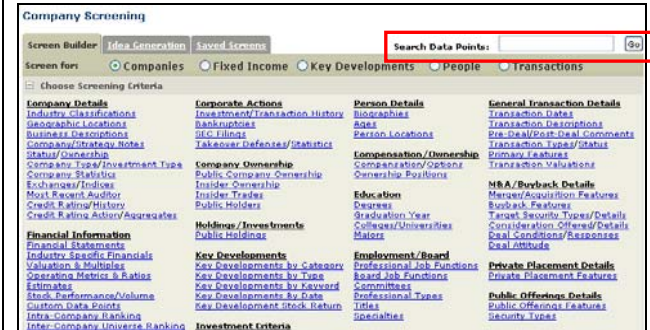 Company Screening
Screen Builder Idea Generation Saved Screens Search Data Points: Go
Screen for: Companies Fixed Income Key Developments People Transactions
Choose Screening Criteria
Company Details
Industry Classifications
Geographic Locations
Business Descriptions
Company/Strategy Notes
Status/Ownership
Company Type/Investment Type
Company Statistics
Exchanges/Indices
Most Recent Auditor
Credit Rating/History
Credit Rating Action/Aggregates
Financial Information
Financial Statements
Industry Specific Financials
Valuation & Multiples
Operating Metrics & Ratios
Estimates
Stock Performance/Volume
Custom Data Points
Intra-Company Ranking
Inter-Company Universe Ranking
Corporate Actions
Investment/Transaction History
Bankruptcies
SEC Filings
Takeover Defenses/Statistics
Company Ownership
Public Company Ownership
Insider Ownership
Insider Trades
Public Holders
Holdings/Investments
Public Holdings
Key Developments
Key Developments by Category
Key Developments by Type
Key Developments by Keyword
Key Developments By Date
Key Development Stock Return
Investment Criteria
Person Details
Biographies
Ages
Person Locations
Compensation/Ownership
Compensation/Options
Ownership Positions
Education
Degrees
Graduation Year
Colleges/Universities
Majors
Employment/Board
Professional Job Functions
Board Job Functions
Committees
Professional Types
Titles
Specialties
General Transaction Details
Transaction Dates
Transaction Descriptions
Pre-Deal/Post-Deal Comments
Transaction Types/Status
Primary Features
Transaction Valuations
M&A/Buyback Details
Merger/Acquisition Features
Buyback Features
Target Security Types/Details
Consideration Offered/Details
Deal Conditions/Responses
Deal Attitude
Private Placement Details
Private Placement Features
Public Offerings Details
Public Offerings Features
Security Types